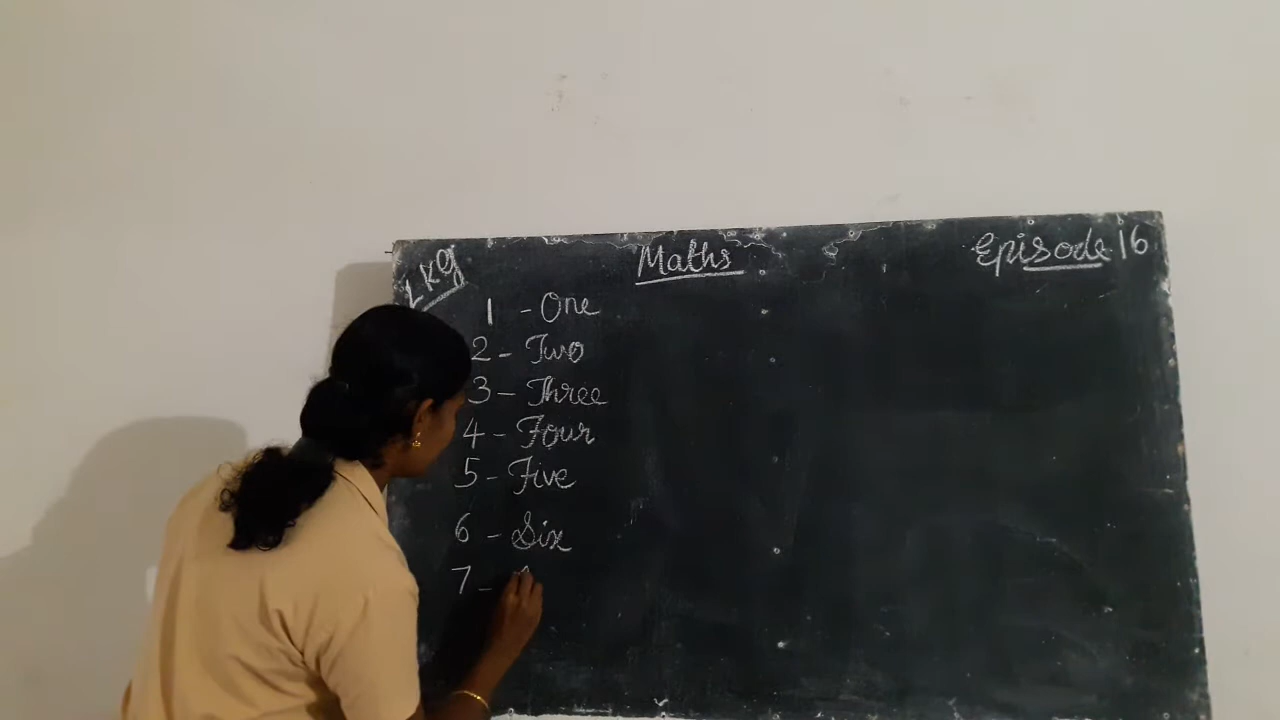 LKG Maths Episode 16
1 - One
2 - Two
3 - Three
4 - Four
5 - Five
6 - Six
7 -